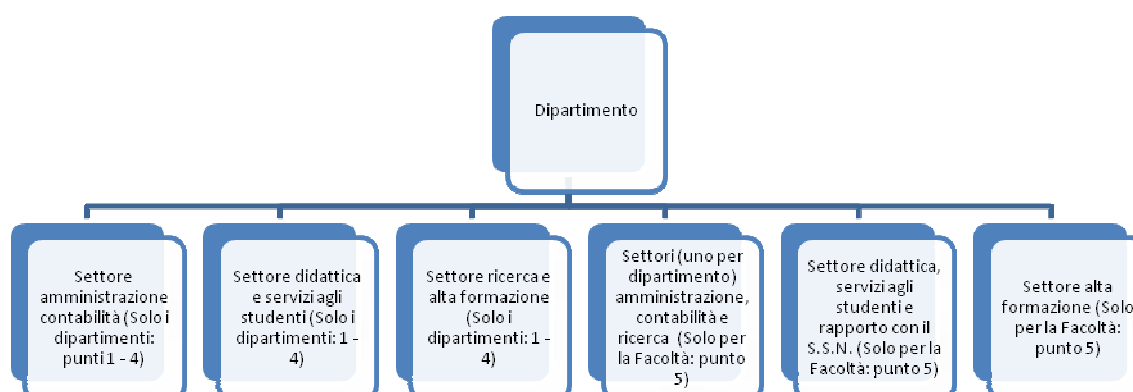 Dipartimento
Settore
amministrazione
contabilità (Solo i
dipartimenti:
punti 1 - 4)
Settore didattica
e servizi agli
studenti (Solo i
dipartimenti: 1 -
4)
Settore ricerca e
alta formazione
(Solo i
dipartimenti: 1 -
4)
Settori (uno per
dipartimento)
amministrazione,
contabilità e
ricerca (Solo per
la Facoltà: punto
5)
Settore didattica,
servizi agli
studenti e
rapporto con il
S.S.N. (Solo per la
Facoltà: punto 5)
Settore alta
formazione (Solo
per la Facoltà:
punto 5)